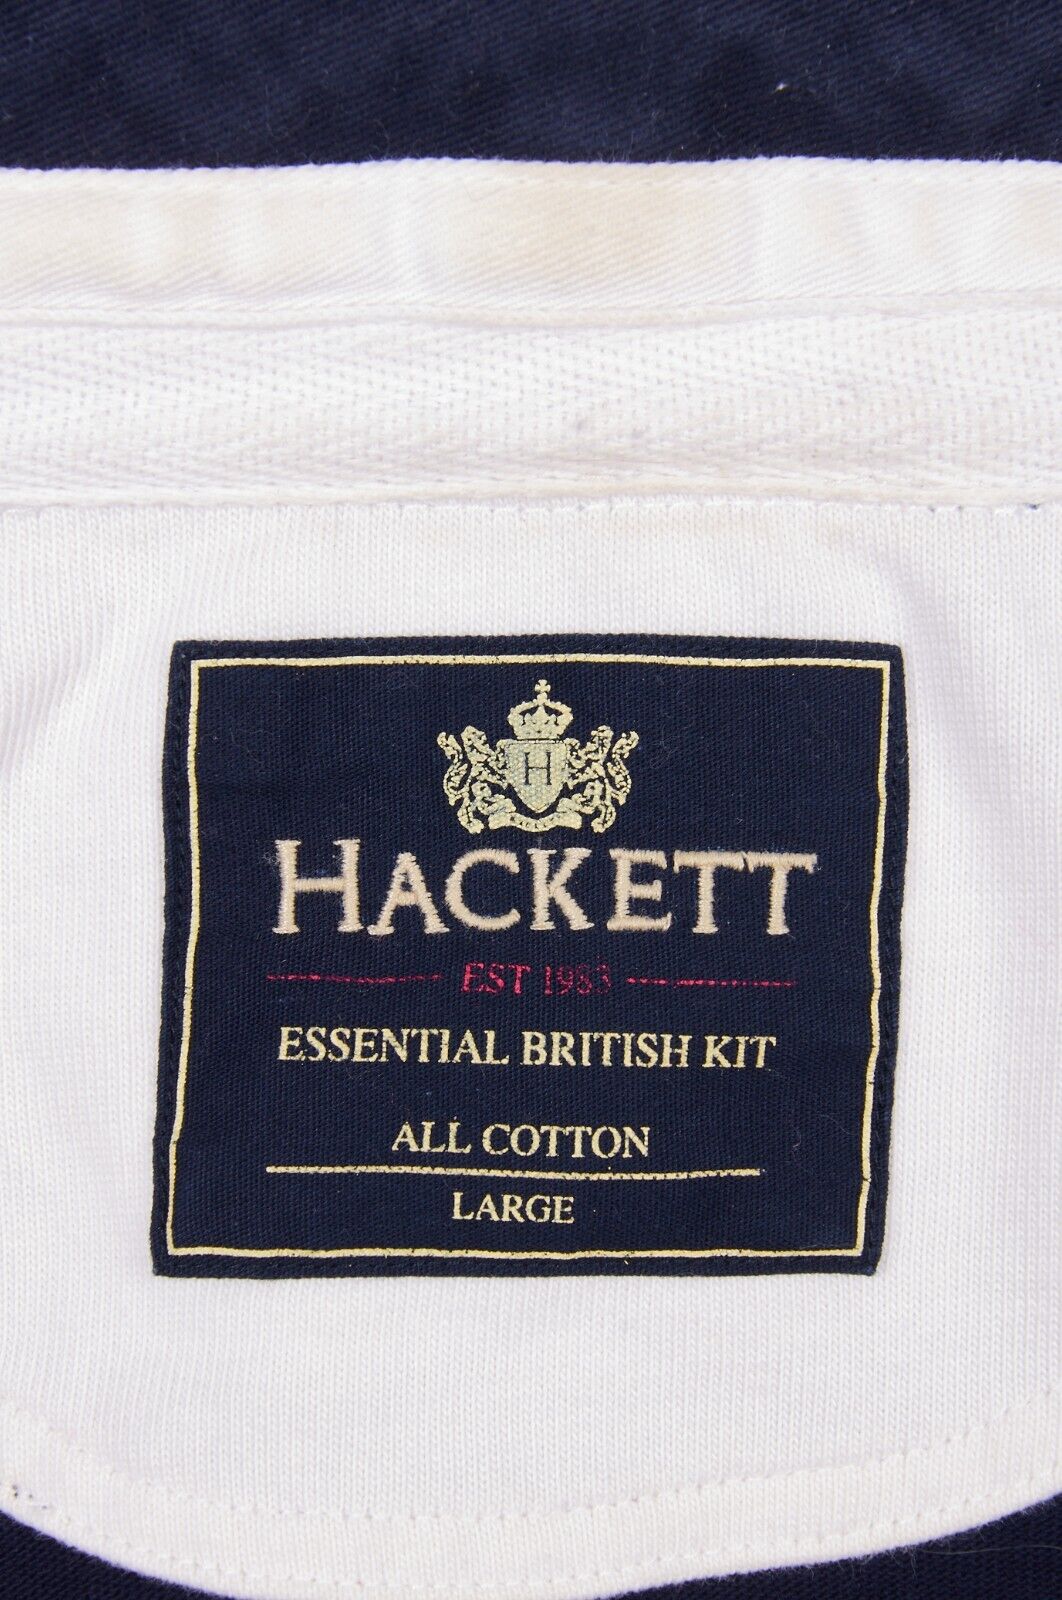 H
HACKETT
EST 1983
ESSENTIAL BRITISH KIT
ALL COTTON
LARGE